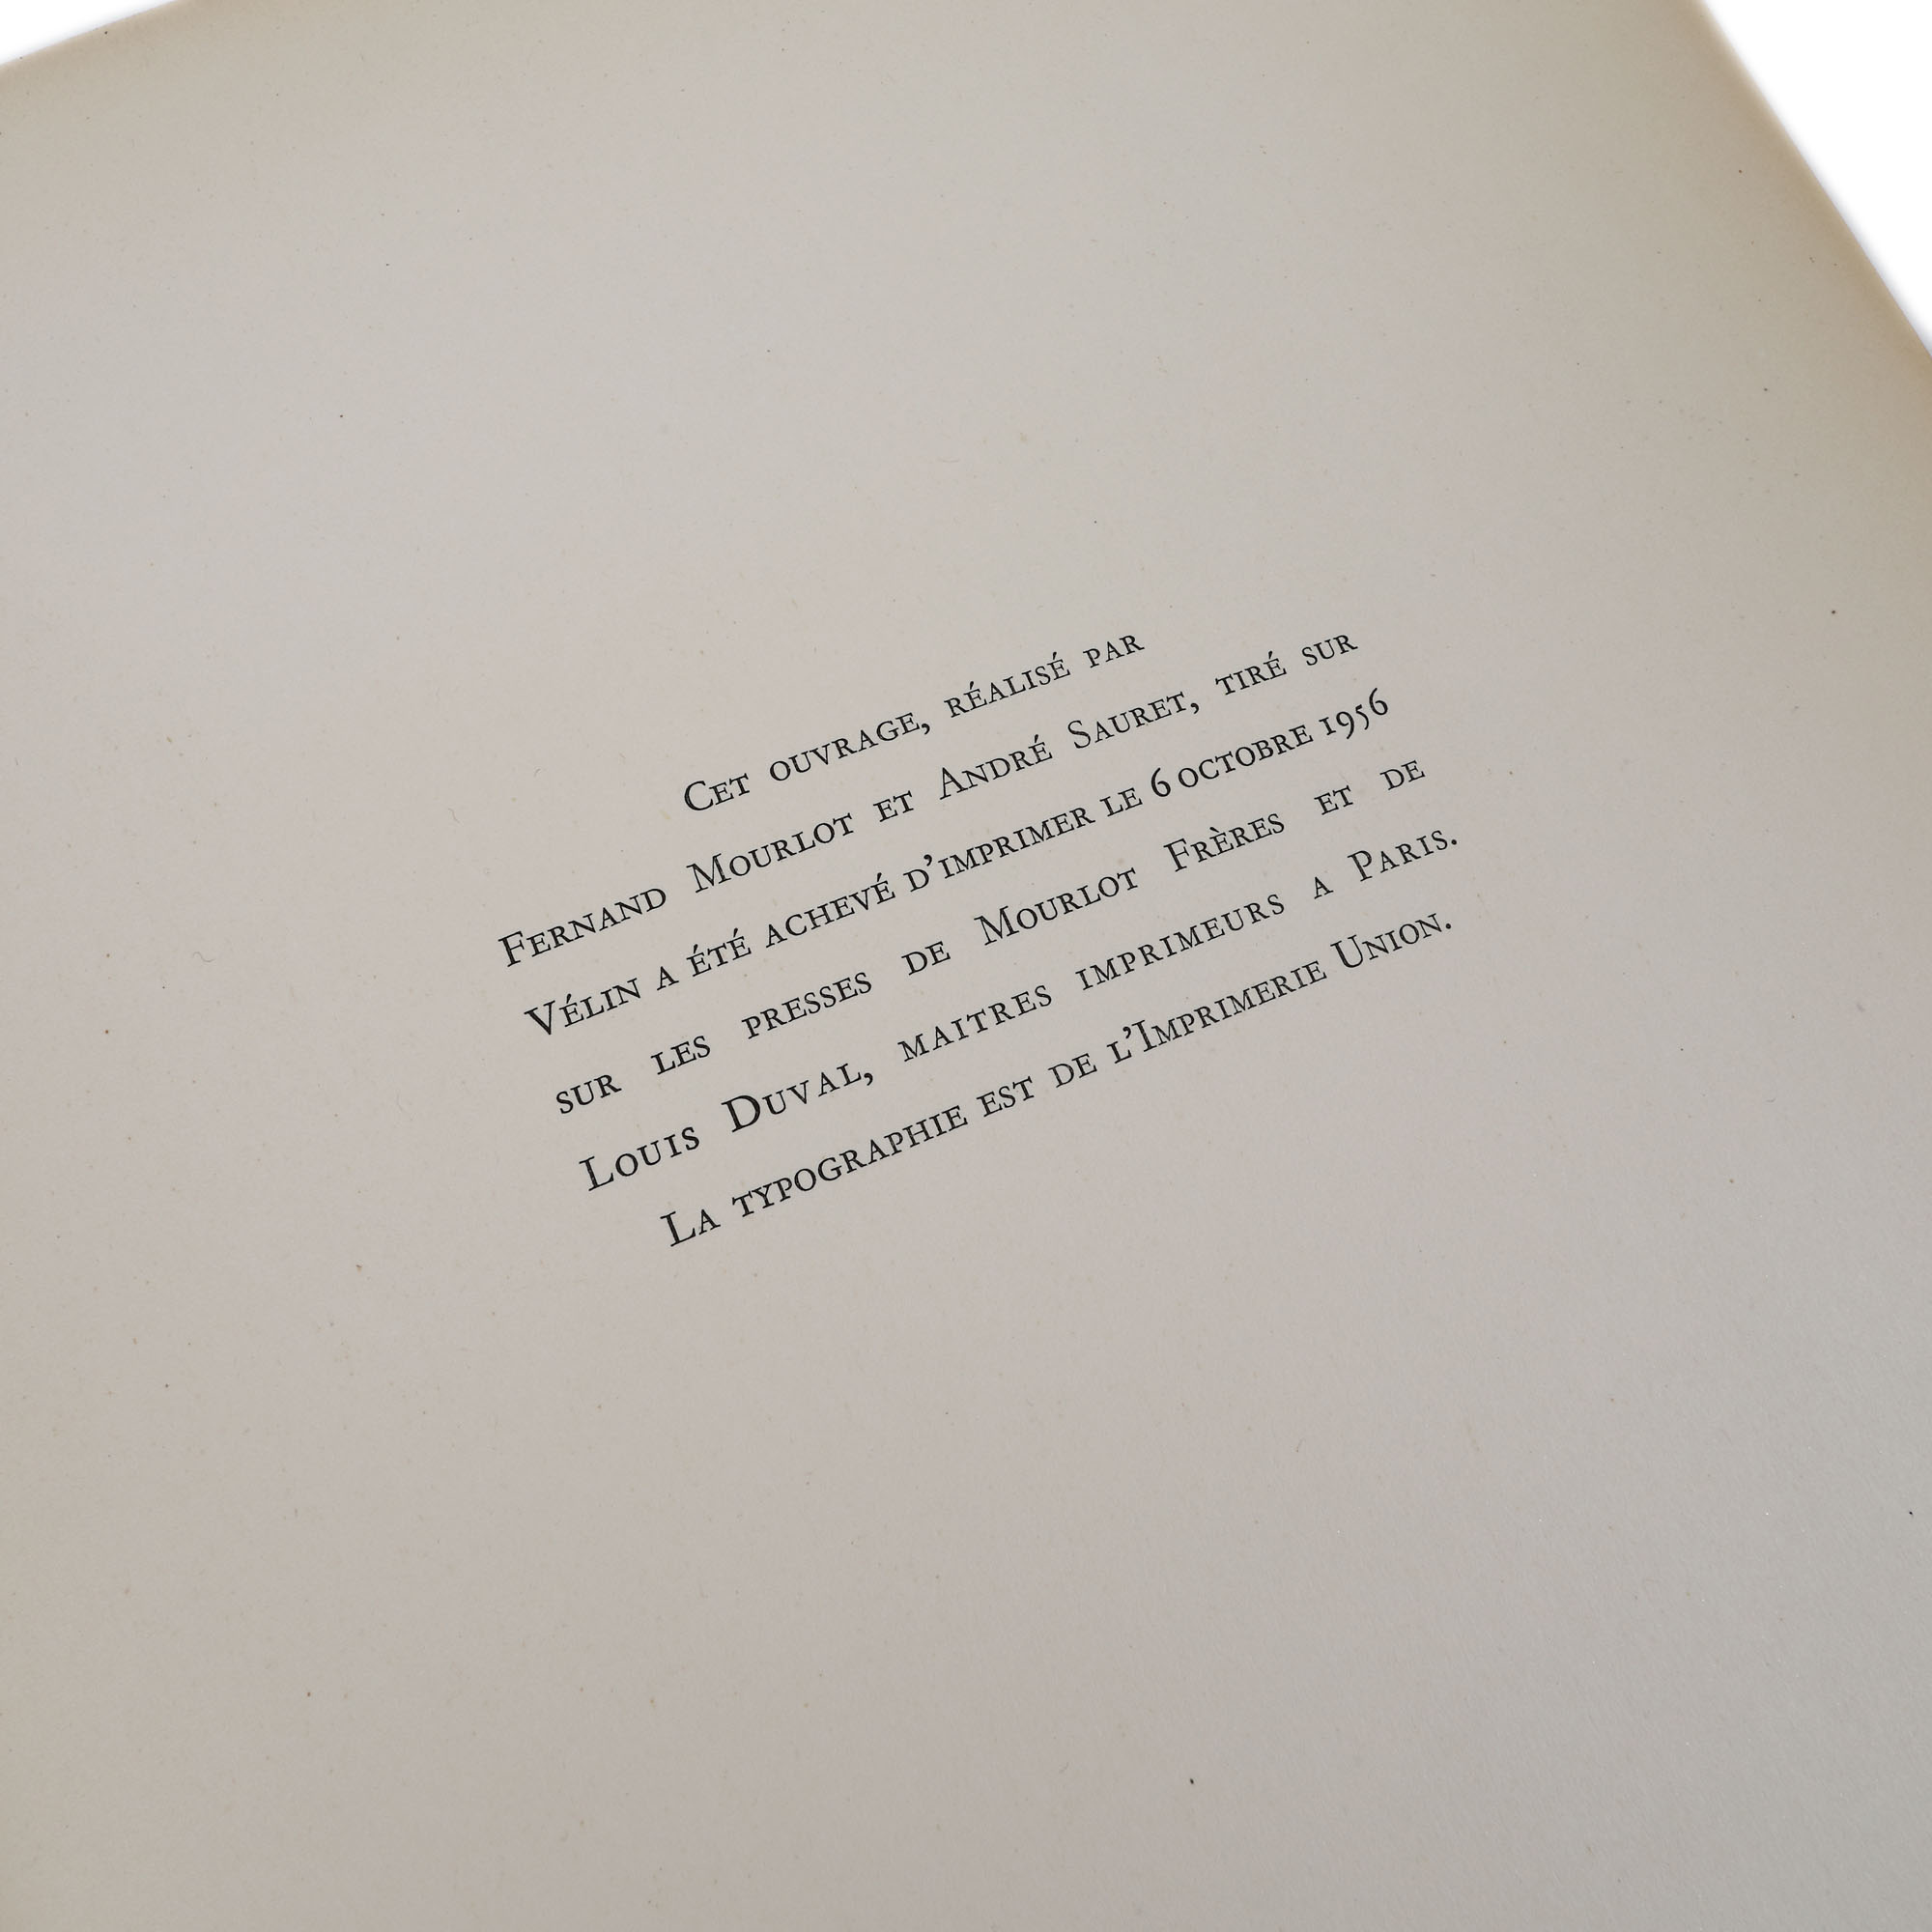 Cet ouvrage, réalisé par
Fernand Mourlot et André Sauret, tiré sur
Vélin a été achevé d'imprimer le 6 octobre 1956
sur les presses de Mourlot Frères et de
Louis Duval, maitres imprimeurs a Paris.
La typographie est de l'Imprimerie Union.